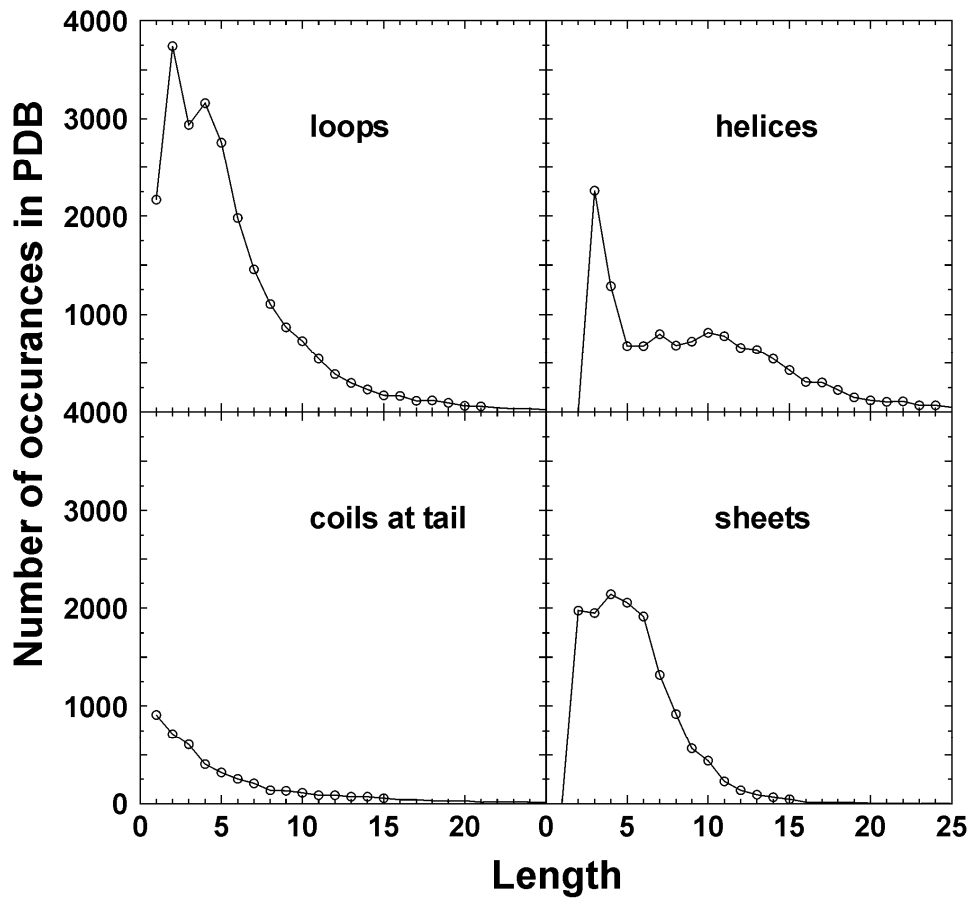 Number of occurances in PDB
4000
3000
2000
1000
4000
3000
2000
1000
0
loops
helices
coils at tail
sheets
0 5 10 15 20 0 5 10 15 20 25
Length